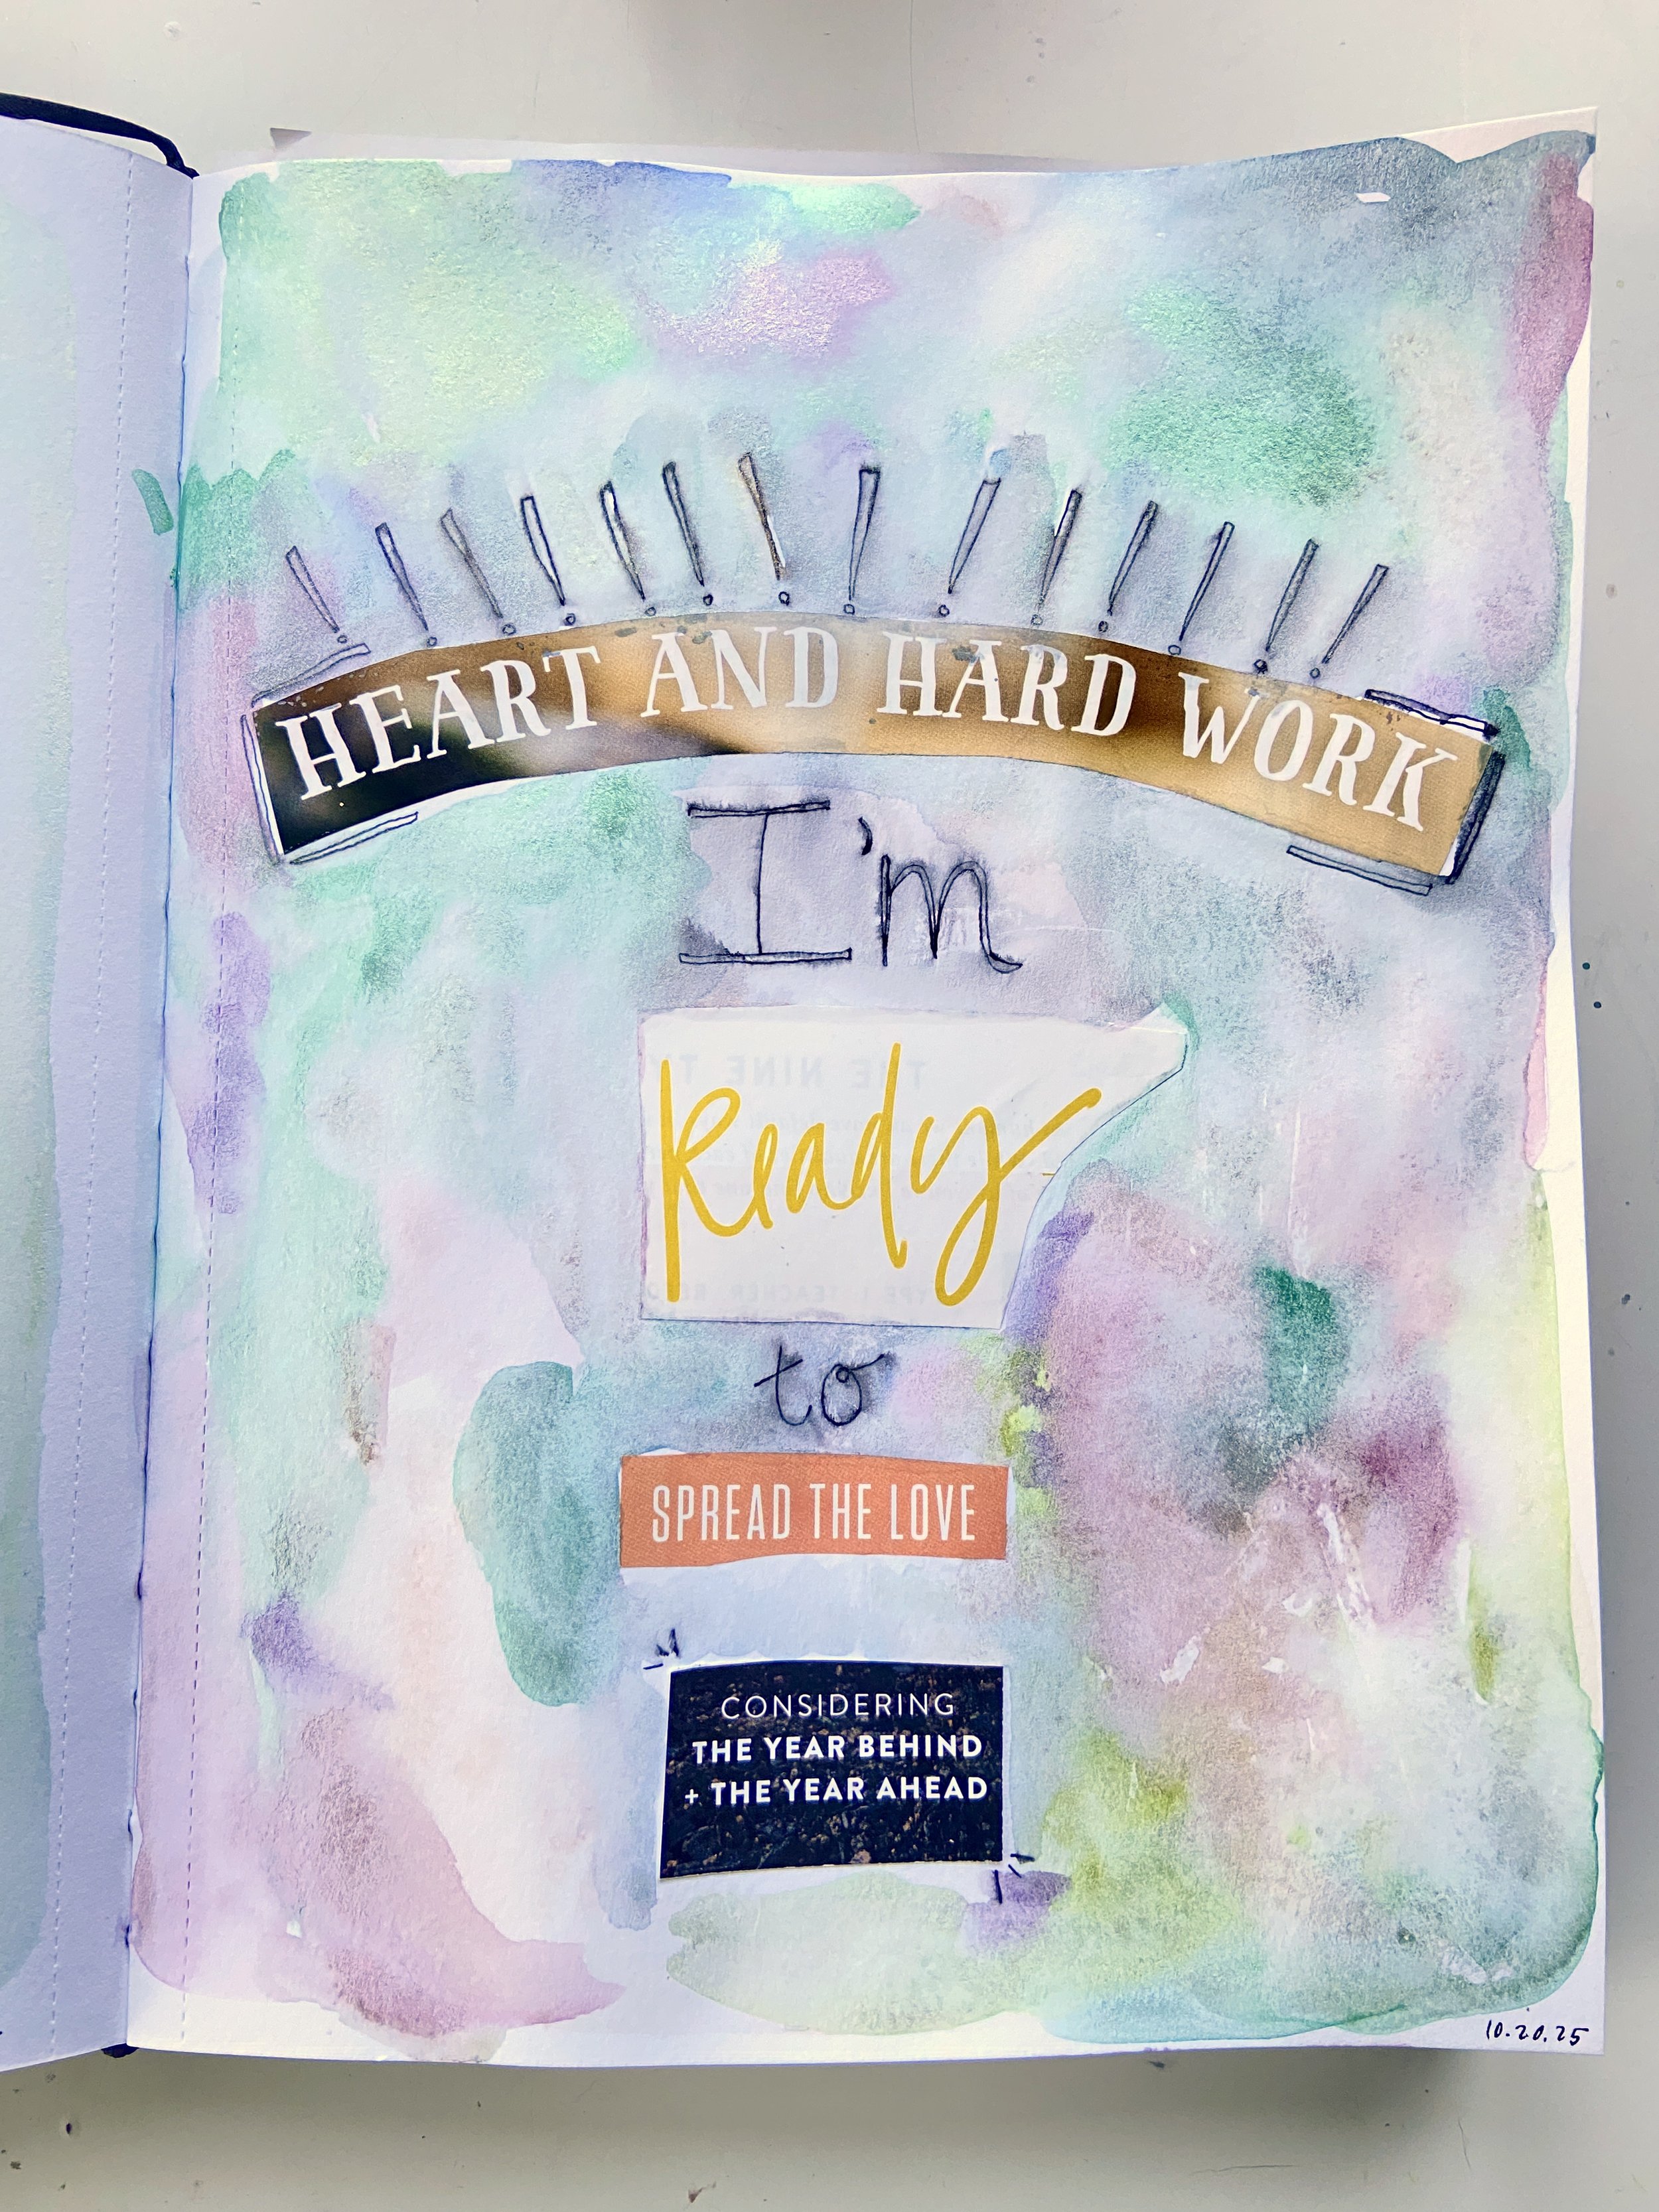 ! ! ! ! ! ! ! ! ! ! ! ! ! !
HEART AND HARD WORK
I'm
Ready
to
SPREAD THE LOVE
CONSIDERING
THE YEAR BEHIND
+ THE YEAR AHEAD
10.20.25